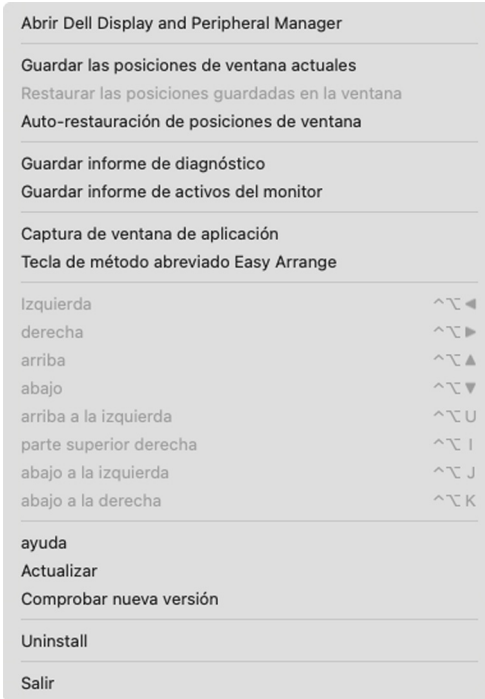 Abrir Dell Display and Peripheral Manager
Guardar las posiciones de ventana actuales
Restaurar las posiciones guardadas en la ventana
Auto-restauración de posiciones de ventana
Guardar informe de diagnóstico
Guardar informe de activos del monitor
Captura de ventana de aplicación
Tecla de método abreviado Easy Arrange
Izquierda ^⌥◀
derecha ^⌥▶
arriba ^⌥▲
abajo ^⌥▼
arriba a la izquierda ^⌥U
parte superior derecha ^⌥I
abajo a la izquierda ^⌥J
abajo a la derecha ^⌥K
ayuda
Actualizar
Comprobar nueva versión
Uninstall
Salir